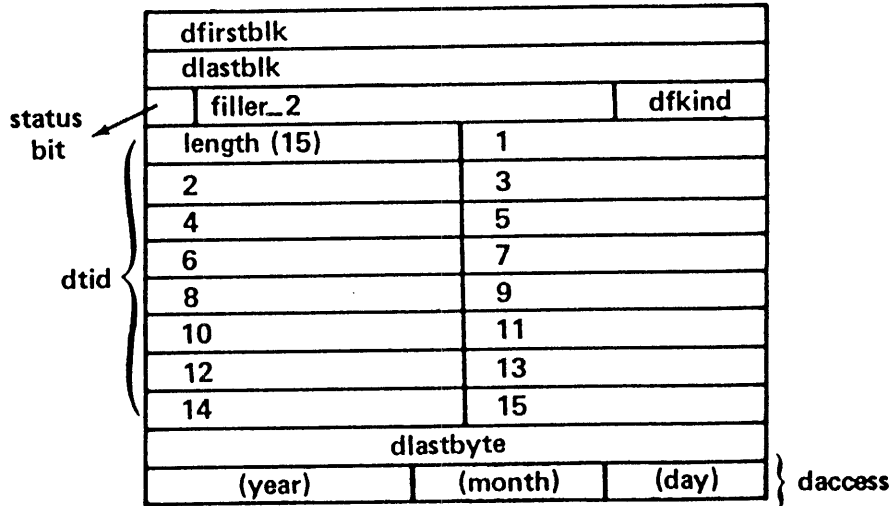 dfirstblk
dlastblk
status bit
filler_2 dfkind
length (15) 1
2 3
4 5
6 7
dtid
8 9
10 11
12 13
14 15
dlastbyte
(year) (month) (day) daccess